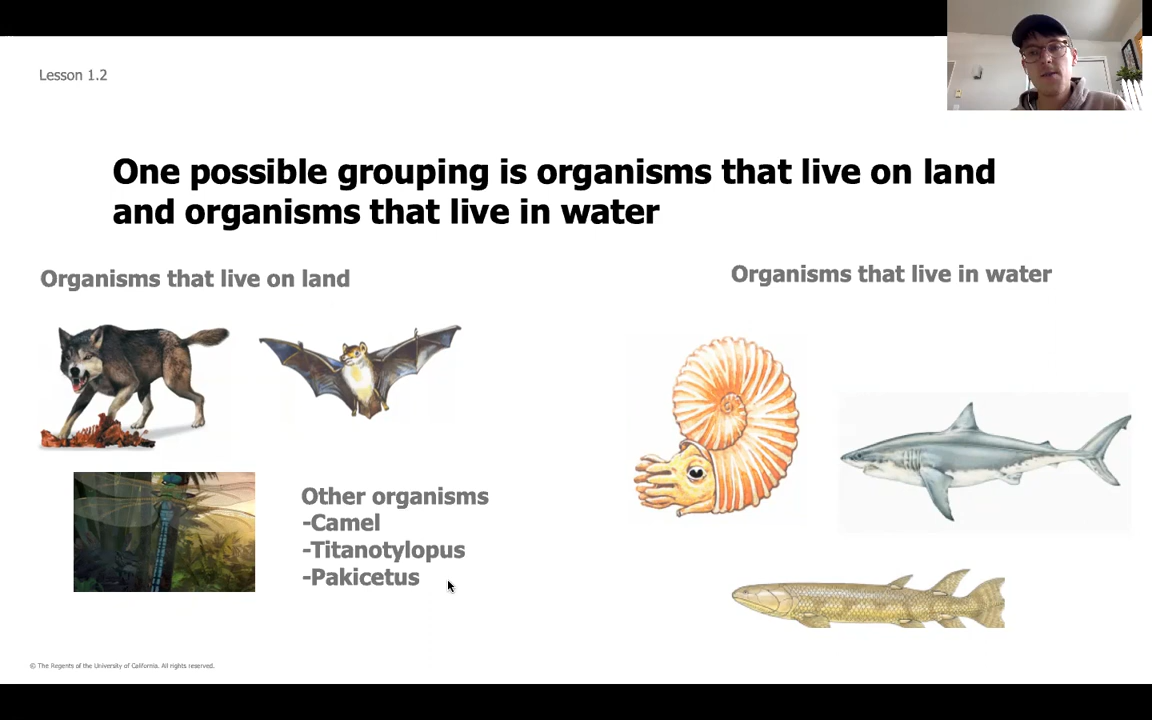 Lesson 1.2
One possible grouping is organisms that live on land
and organisms that live in water
Organisms that live on land
Organisms that live in water
Other organisms
-Camel
-Titanotylopus
-Pakicetus
© The Regents of the University of California. All rights reserved.